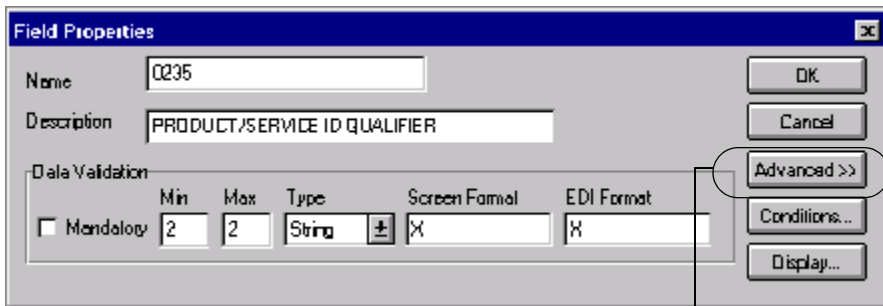 Field Properties
Name
0235
OK
Description
PRODUCT/SERVICE ID QUALIFIER
Cancel
Data Validation
Advanced >>
Min
Max
Type
Screen Format
EDI Format
Mandatory
2
2
String
X
X
Conditions...
Display...